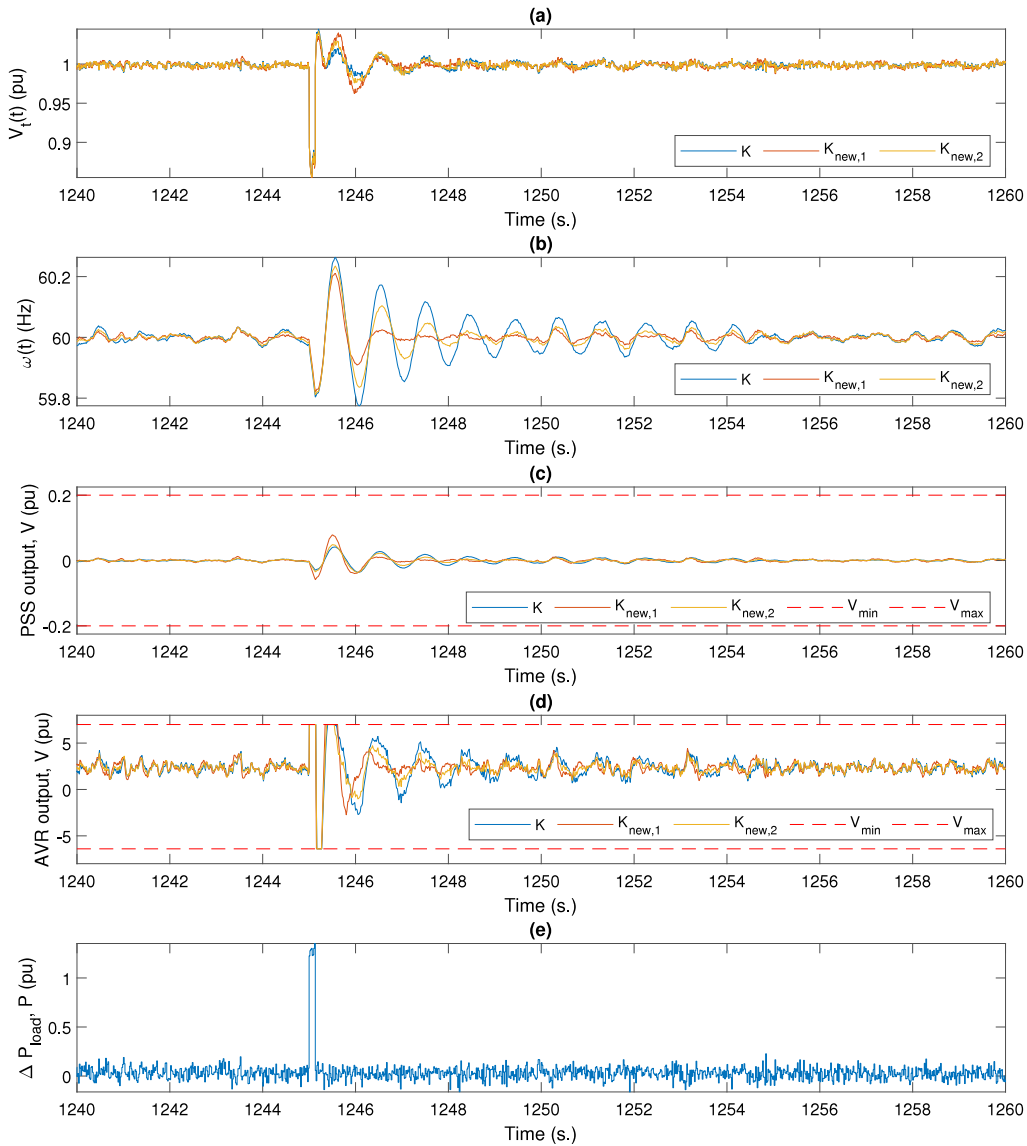 (a)
V_t(t) (pu)
1
0.95
0.9
K K_new,1 K_new,2
1240 1242 1244 1246 1248 1250 1252 1254 1256 1258 1260
Time (s.)
(b)
ω(t) (Hz)
60.2
60
59.8
K K_new,1 K_new,2
1240 1242 1244 1246 1248 1250 1252 1254 1256 1258 1260
Time (s.)
(c)
PSS output, V (pu)
0.2
0
-0.2
K K_new,1 K_new,2 V_min V_max
1240 1242 1244 1246 1248 1250 1252 1254 1256 1258 1260
Time (s.)
(d)
AVR output, V (pu)
5
0
-5
K K_new,1 K_new,2 V_min V_max
1240 1242 1244 1246 1248 1250 1252 1254 1256 1258 1260
Time (s.)
(e)
Δ P_load, P (pu)
1
0.5
0
1240 1242 1244 1246 1248 1250 1252 1254 1256 1258 1260
Time (s.)